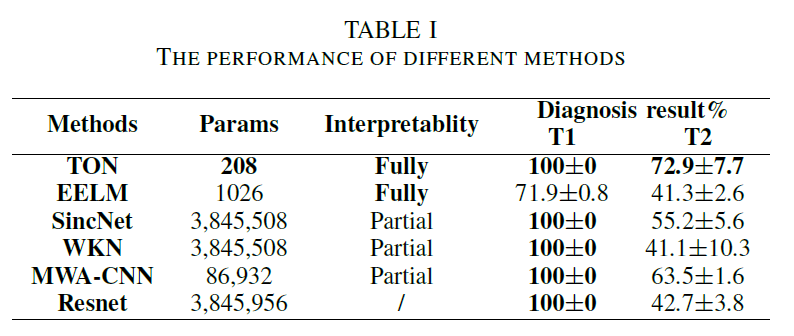 TABLE I
THE PERFORMANCE OF DIFFERENT METHODS
Methods Params Interpretablity Diagnosis result%
T1 T2
TON 208 Fully 100±0 72.9±7.7
EELM 1026 Fully 71.9±0.8 41.3±2.6
SincNet 3,845,508 Partial 100±0 55.2±5.6
WKN 3,845,508 Partial 100±0 41.1±10.3
MWA-CNN 86,932 Partial 100±0 63.5±1.6
Resnet 3,845,956 / 100±0 42.7±3.8